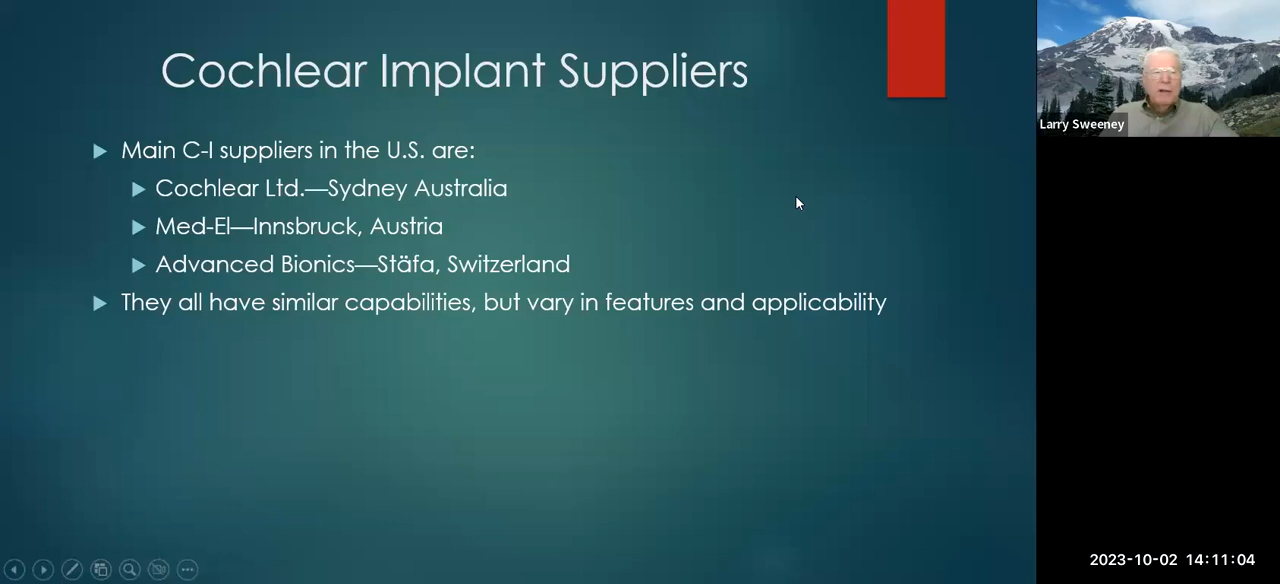 Cochlear Implant Suppliers
Main C-I suppliers in the U.S. are:
Cochlear Ltd.—Sydney Australia
Med-El—Innsbruck, Austria
Advanced Bionics—Stäfa, Switzerland
They all have similar capabilities, but vary in features and applicability
Larry Sweeney
2023-10-02 14:11:04